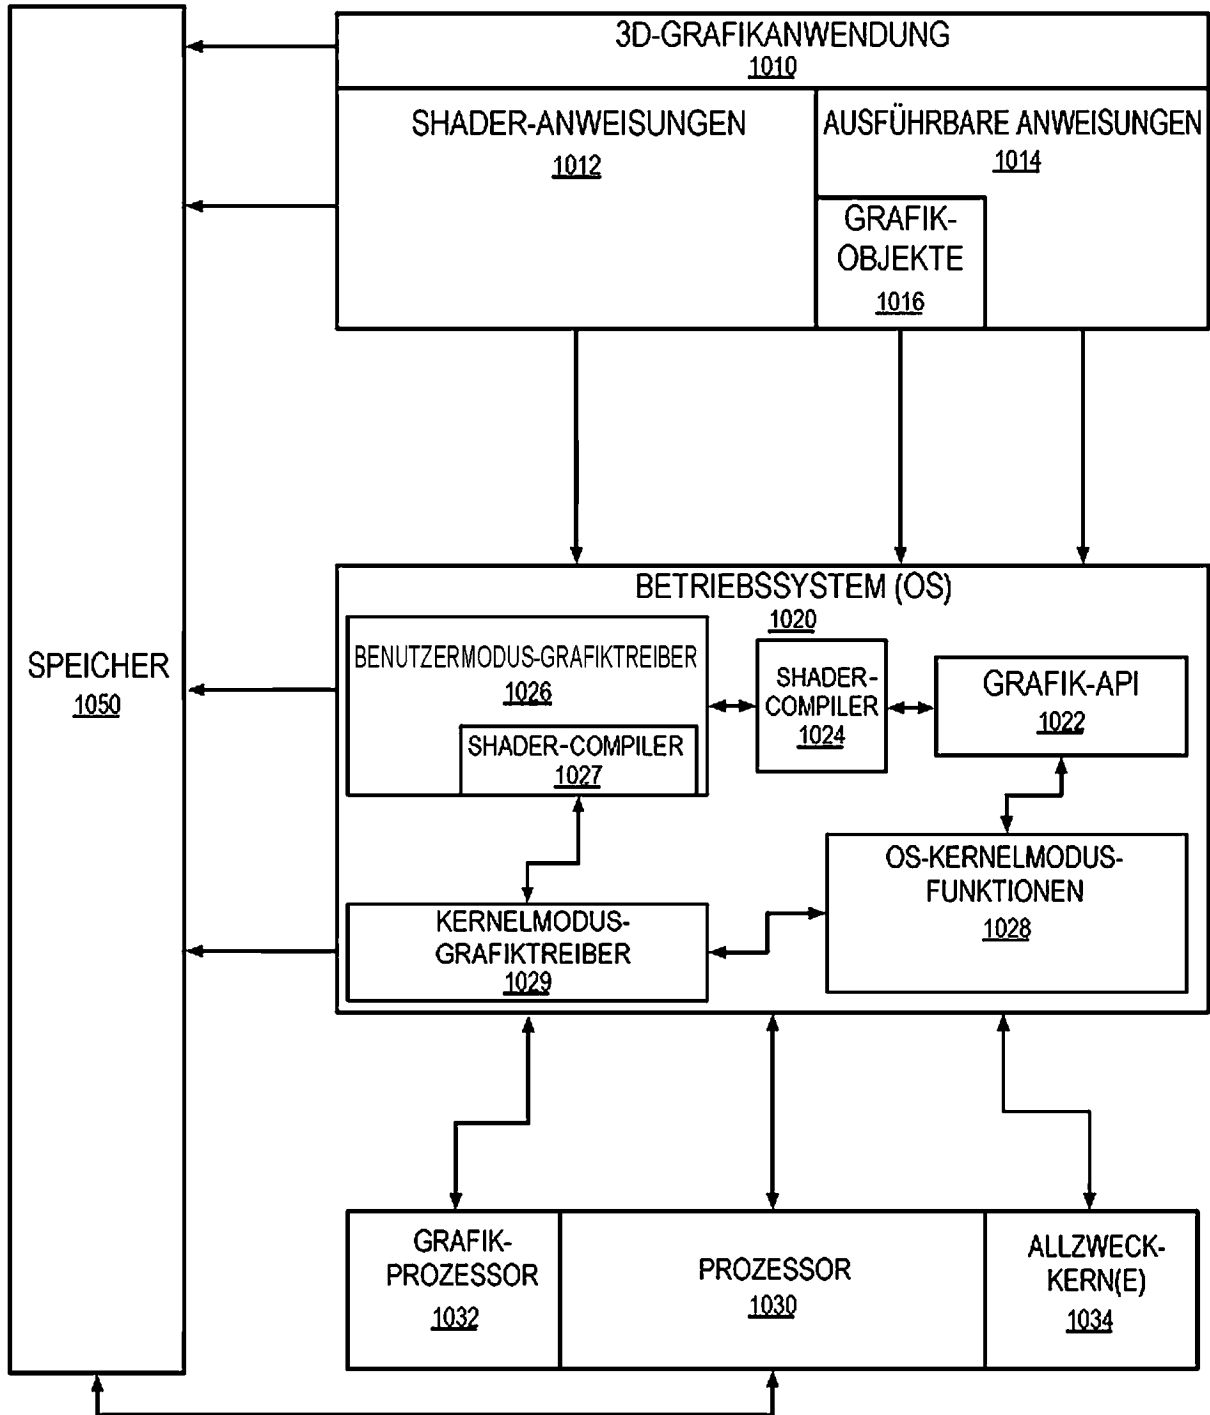 3D-GRAFIKANWENDUNG
1010
SHADER-ANWEISUNGEN
1012
AUSFÜHRBARE ANWEISUNGEN
1014
GRAFIK-
OBJEKTE
1016
SPEICHER
1050
BETRIEBSSYSTEM (OS)
1020
BENUTZERMODUS-GRAFIKTREIBER
1026
SHADER-COMPILER
1027
SHADER-
COMPILER
1024
GRAFIK-API
1022
KERNELMODUS-
GRAFIKTREIBER
1029
OS-KERNELMODUS-
FUNKTIONEN
1028
GRAFIK-
PROZESSOR
1032
PROZESSOR
1030
ALLZWECK-
KERN(E)
1034